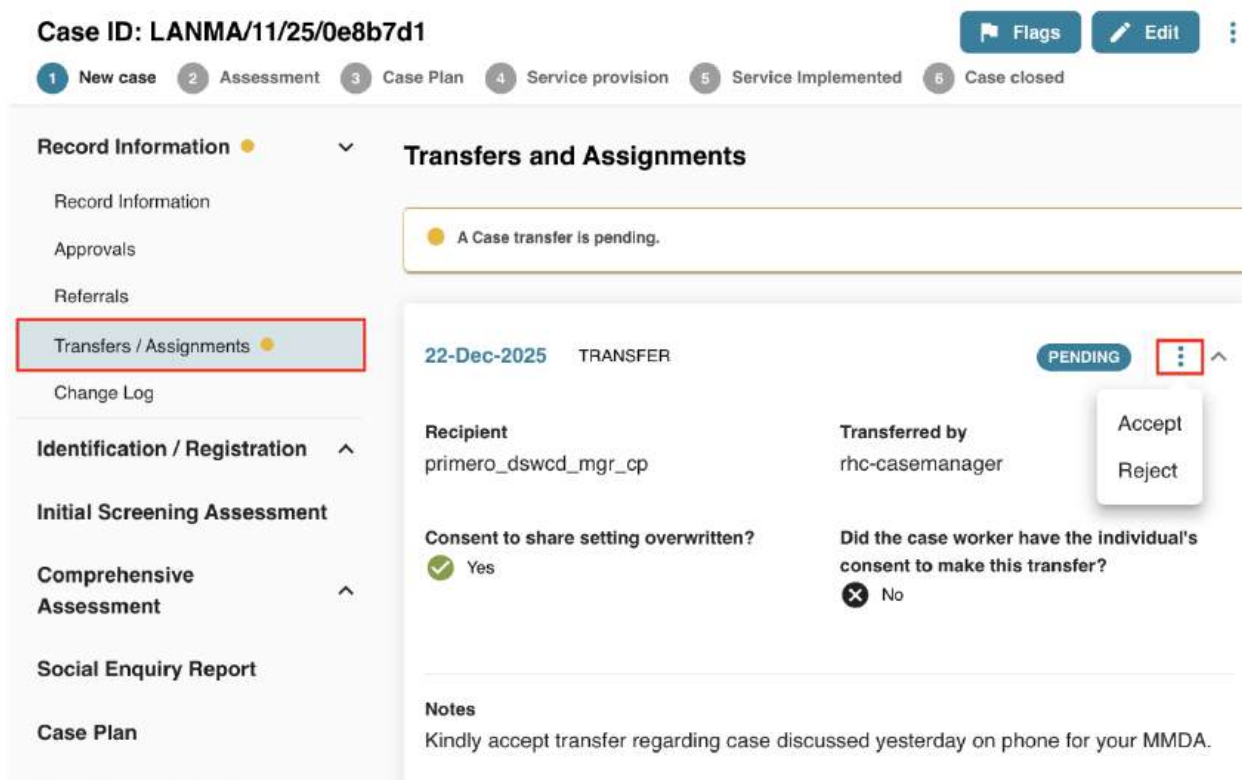 Case ID: LANMA/11/25/0e8b7d1
Flags
Edit
1 New case 2 Assessment 3 Case Plan 4 Service provision 5 Service Implemented 6 Case closed
Record Information
Record Information
Approvals
Referrals
Transfers / Assignments
Change Log
Identification / Registration
Initial Screening Assessment
Comprehensive
Assessment
Social Enquiry Report
Case Plan
Transfers and Assignments
A Case transfer is pending.
22-Dec-2025 TRANSFER PENDING
Accept
Reject
Recipient
primero_dswcd_mgr_cp
Transferred by
rhc-casemanager
Consent to share setting overwritten?
Yes
Did the case worker have the individual's
consent to make this transfer?
No
Notes
Kindly accept transfer regarding case discussed yesterday on phone for your MMDA.